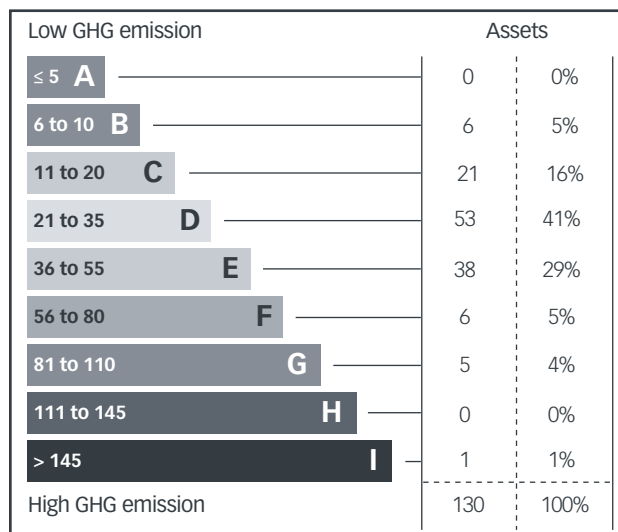 Low GHG emission Assets
≤ 5 A 0 0%
6 to 10 B 6 5%
11 to 20 C 21 16%
21 to 35 D 53 41%
36 to 55 E 38 29%
56 to 80 F 6 5%
81 to 110 G 5 4%
111 to 145 H 0 0%
> 145 I 1 1%
High GHG emission 130 100%